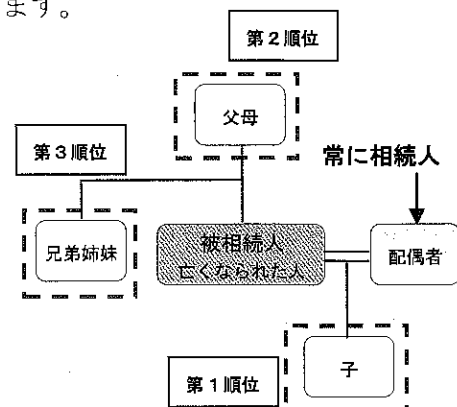 ます。
第２順位
父母
第３順位
常に相続人
兄弟姉妹
被相続人
亡くなられた人
配偶者
子
第１順位